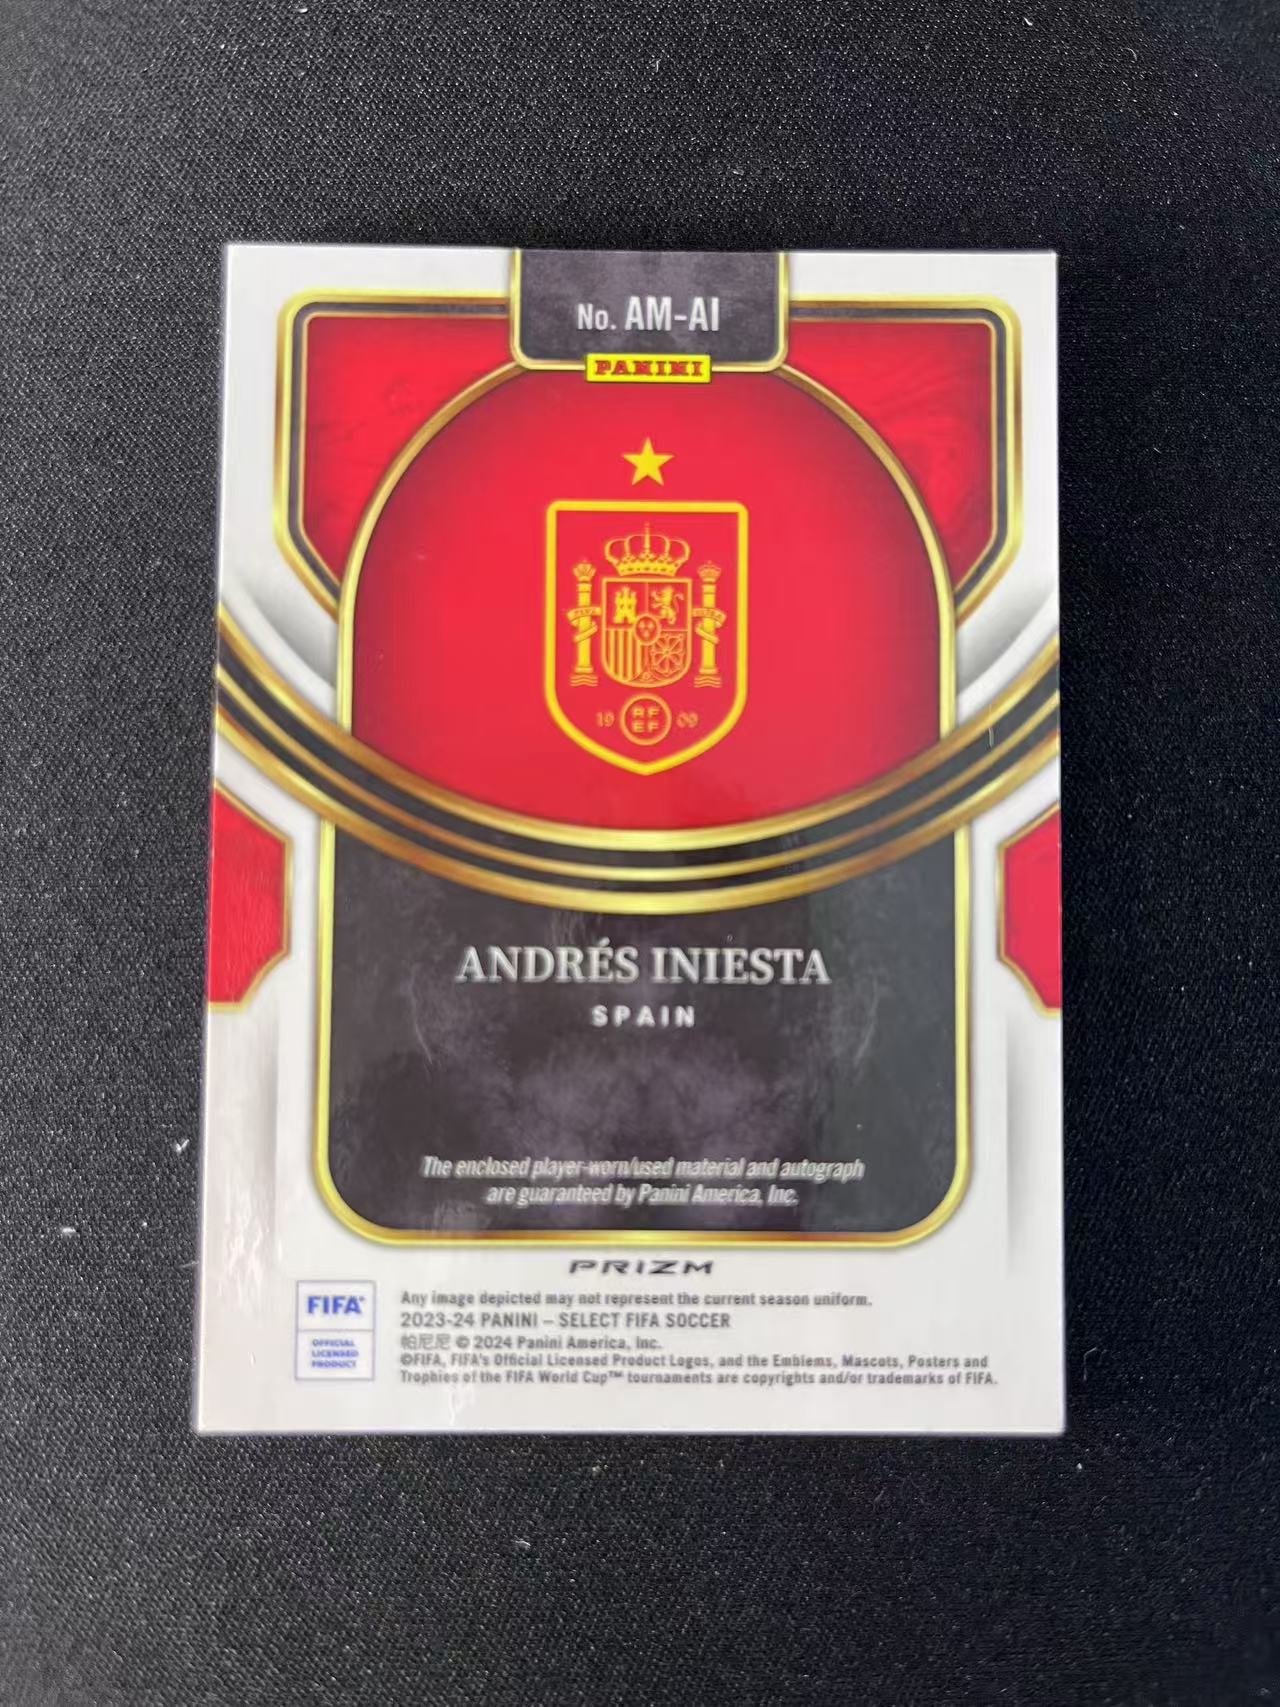 No. AM-AI
PANINI
19 RF EF 09
ANDRÉS INIESTA
SPAIN
The enclosed player-worn/used material and autograph
are guaranteed by Panini America, Inc.
PRIZM
FIFA®
OFFICIAL
LICENSED
PRODUCT
Any image depicted may not represent the current season uniform.
2023-24 PANINI – SELECT FIFA SOCCER
帕尼尼 © 2024 Panini America, Inc.
©FIFA, FIFA's Official Licensed Product Logos, and the Emblems, Mascots, Posters and
Trophies of the FIFA World Cup™ tournaments are copyrights and/or trademarks of FIFA.